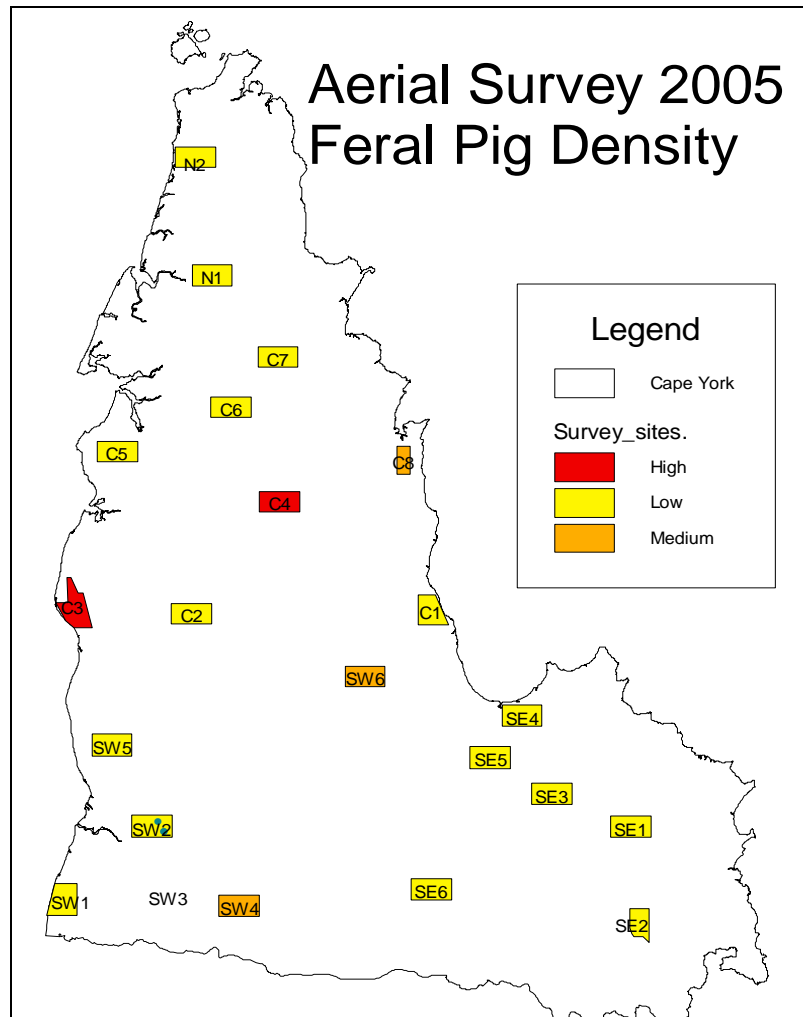 Aerial Survey 2005
Feral Pig Density
N2
N1
C7
C6
C5
C8
C4
C3
C2
C1
SW6
SE4
SW5
SE5
SE3
SW2
SE1
SE6
SW1
SW3
SW4
SE2
Legend
Cape York
Survey_sites.
High
Low
Medium